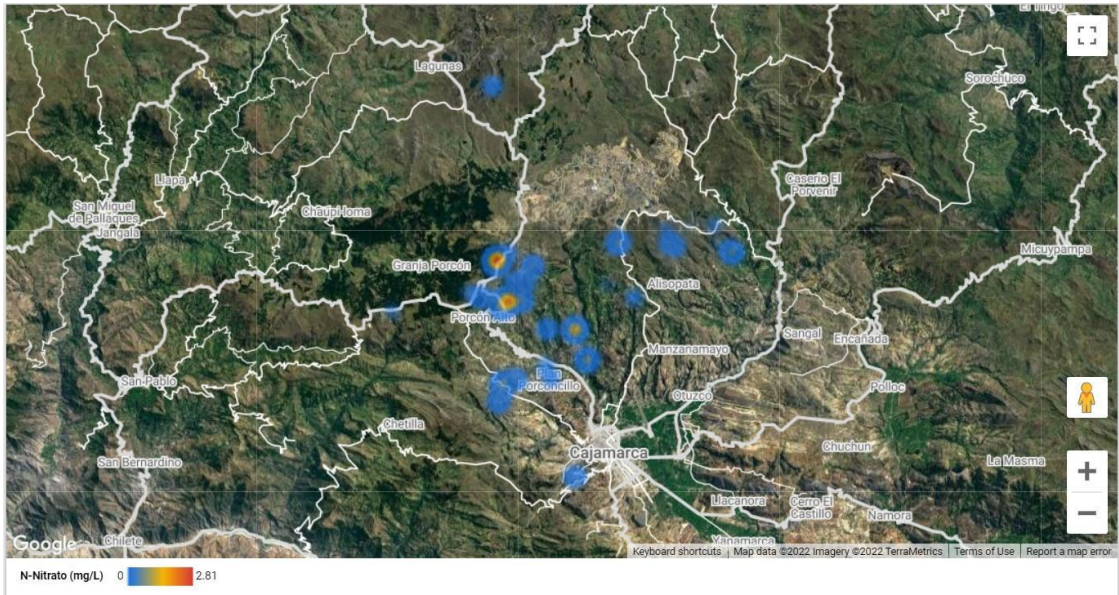 El Tingo
Lagunas
Sorochuco
Llapa
Caserio El
Porvenir
San Miguel
de Pallaques
Jangala
Chaupi loma
Micuypampa
Granja Porcón
Alisopata
Porcón Alto
Sangal
Encañada
Manzanamayo
San Pablo
Plan
Porconcillo
Polloc
Otuzco
Chetilla
Chuchun
Cajamarca
San Bernardino
La Masma
Llacanora
Cerro El
Castillo
Namora
Chilete
Yanamarca
Google
Keyboard shortcuts
Map data ©2022 Imagery ©2022 TerraMetrics
Terms of Use
Report a map error
N-Nitrato (mg/L) 0 2.81